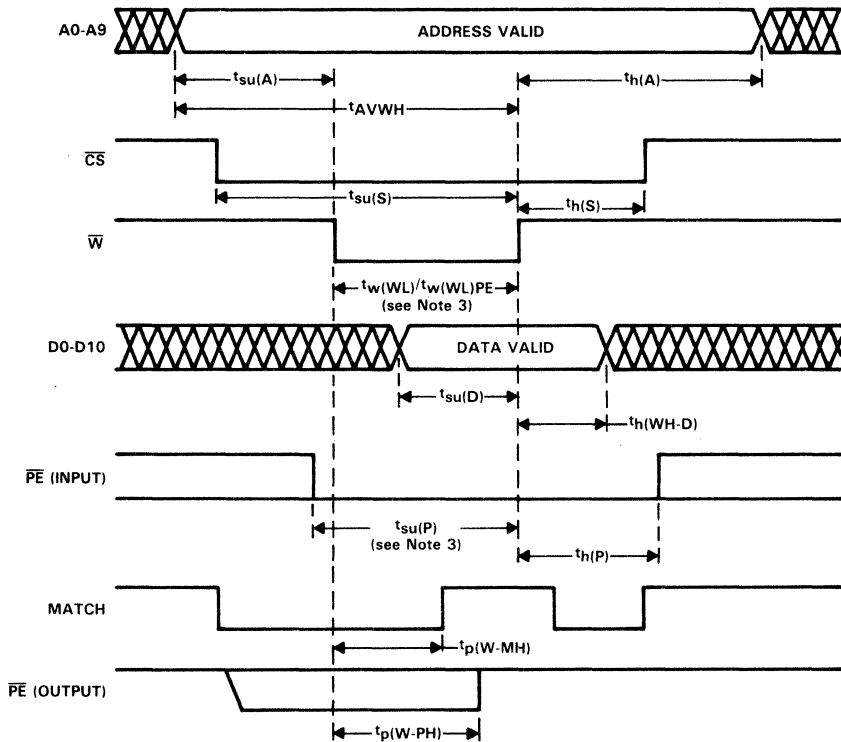 A0-A9
ADDRESS VALID
tsu(A)
th(A)
tAVWH
CS
tsu(S)
th(S)
W
tw(WL)/tw(WL)PE
(see Note 3)
D0-D10
DATA VALID
tsu(D)
th(WH-D)
PE (INPUT)
tsu(P)
(see Note 3)
th(P)
MATCH
tp(W-MH)
PE (OUTPUT)
tp(W-PH)